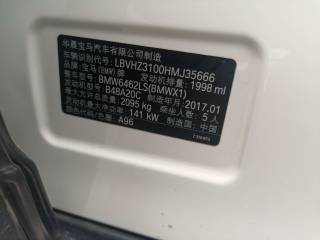 华晨宝马汽车有限公司制造
车辆识别代号: LBVHZ3100HMJ35666
品牌: 宝马(BMW)牌 发动机排量: 1998 ml
整车型号: BMW6462LS(BMWX1)
发动机型号: B48A20C 制造年月: 2017.01
最大允许总质量: 2095 kg 乘坐人数: 5 人
发动机最大净功率: 141 kW 制造国: 中国
车身颜色: A96